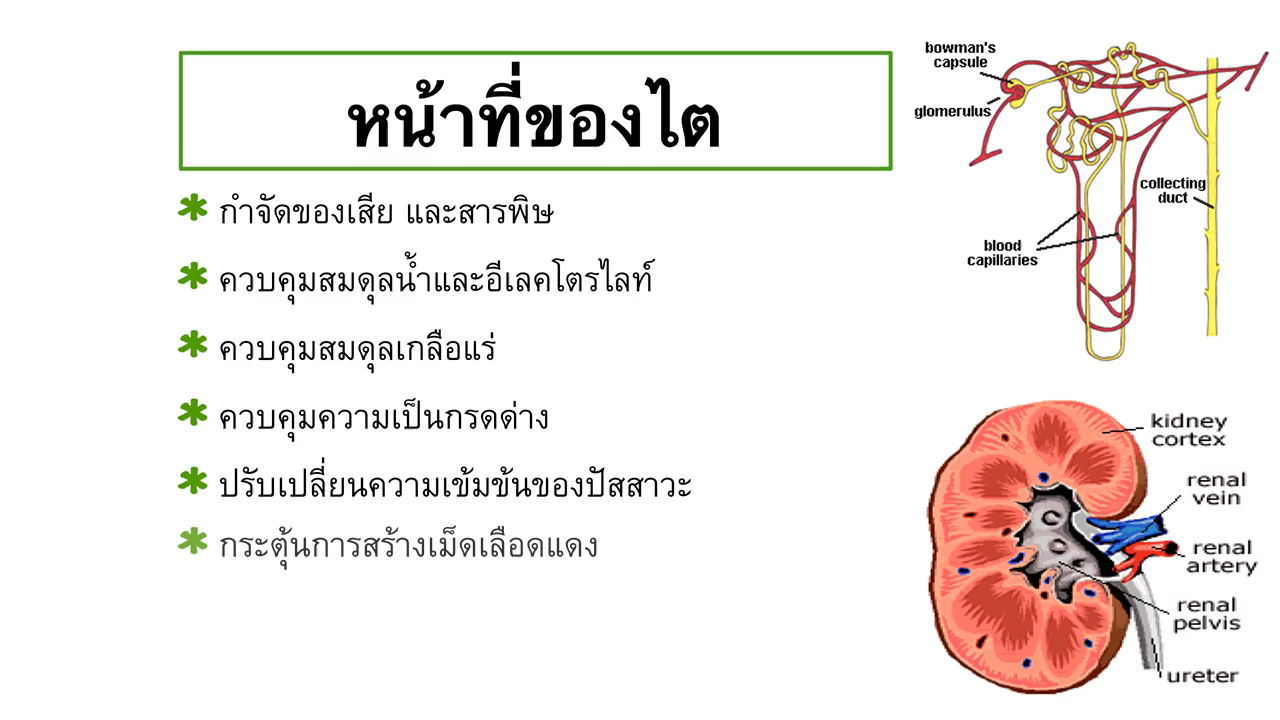 หน้าที่ของไต
กำจัดของเสีย และสารพิษ
ควบคุมสมดุลน้ำและอีเลคโตรไลท์
ควบคุมสมดุลเกลือแร่
ควบคุมความเป็นกรดด่าง
ปรับเปลี่ยนความเข้มข้นของปัสสาวะ
กระตุ้นการสร้างเม็ดเลือดแดง
bowman's
capsule
glomerulus
collecting
duct
blood
capillaries
kidney
cortex
renal
vein
renal
artery
renal
pelvis
ureter